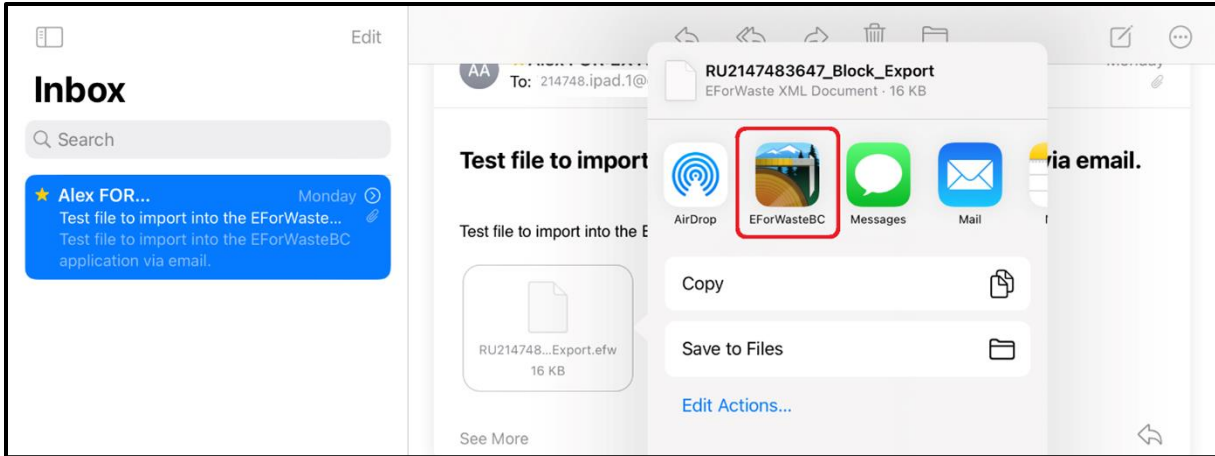 Edit
Inbox
Search
Alex FOR...
Monday
Test file to import into the EForWaste...
Test file to import into the EForWasteBC
application via email.
AA
To: 214748.ipad.1@
Monday
Test file to import
via email.
Test file to import into the E
RU214748...Export.efw
16 KB
See More
RU2147483647_Block_Export
EForWaste XML Document · 16 KB
AirDrop
EForWasteBC
Messages
Mail
Copy
Save to Files
Edit Actions...